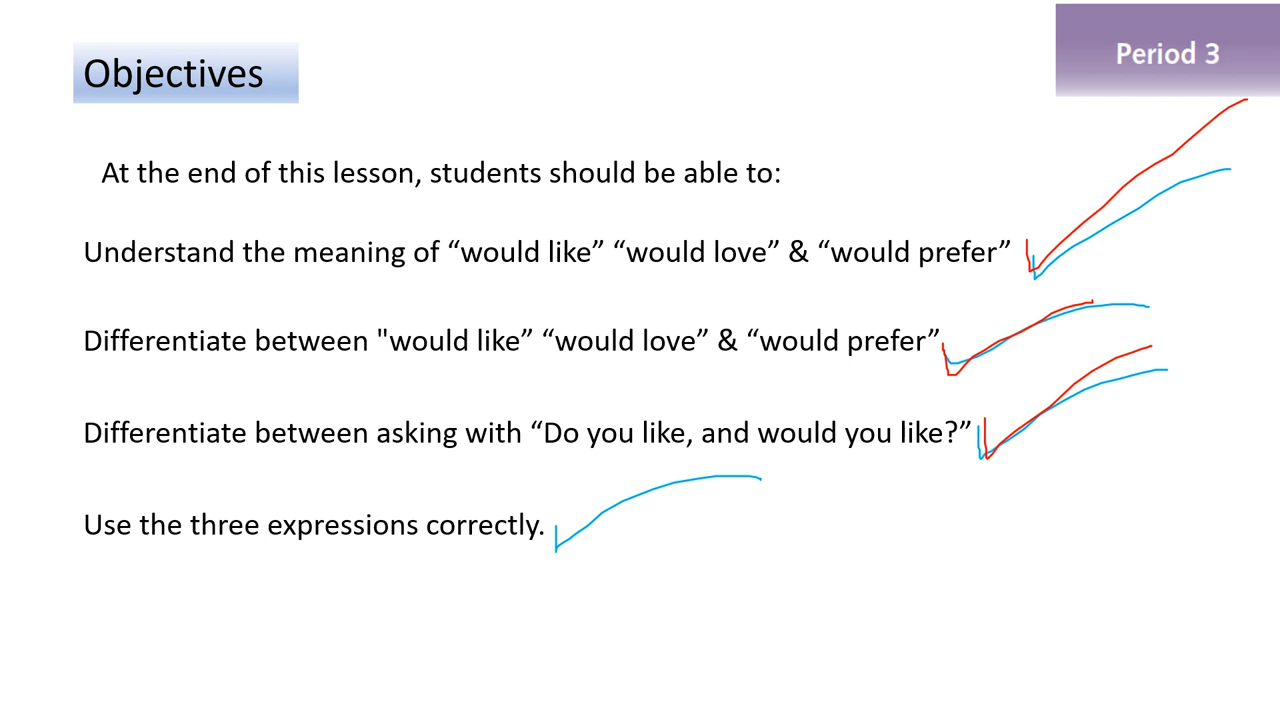 Period 3
Objectives
At the end of this lesson, students should be able to:
Understand the meaning of “would like” “would love” & “would prefer”
Differentiate between "would like” “would love” & “would prefer”
Differentiate between asking with “Do you like, and would you like?”
Use the three expressions correctly.